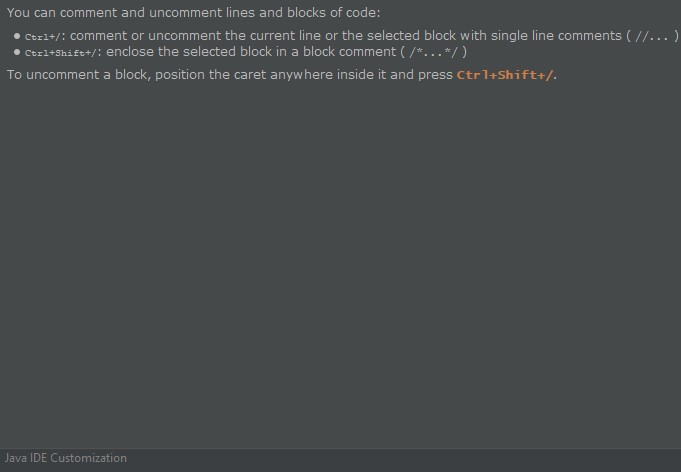 You can comment and uncomment lines and blocks of code:
● Ctrl+/: comment or uncomment the current line or the selected block with single line comments ( //... )
● Ctrl+Shift+/: enclose the selected block in a block comment ( /*...*/ )
To uncomment a block, position the caret anywhere inside it and press Ctrl+Shift+/.
Java IDE Customization